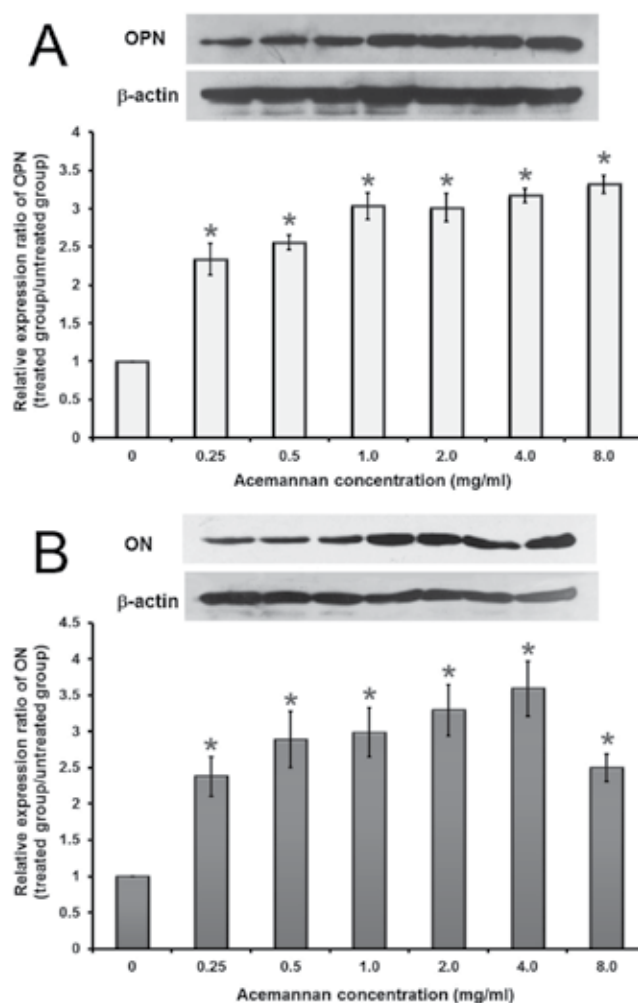 A
OPN
β-actin
Relative expression ratio of OPN
(treated group/untreated group)
4
3.5
3
2.5
2
1.5
1
0.5
0
* * * * * *
0 0.25 0.5 1.0 2.0 4.0 8.0
Acemannan concentration (mg/ml)
B
ON
β-actin
Relative expression ratio of ON
(treated group/untreated group)
4.5
4
3.5
3
2.5
2
1.5
1
0.5
0
* * * * * *
0 0.25 0.5 1.0 2.0 4.0 8.0
Acemannan concentration (mg/ml)